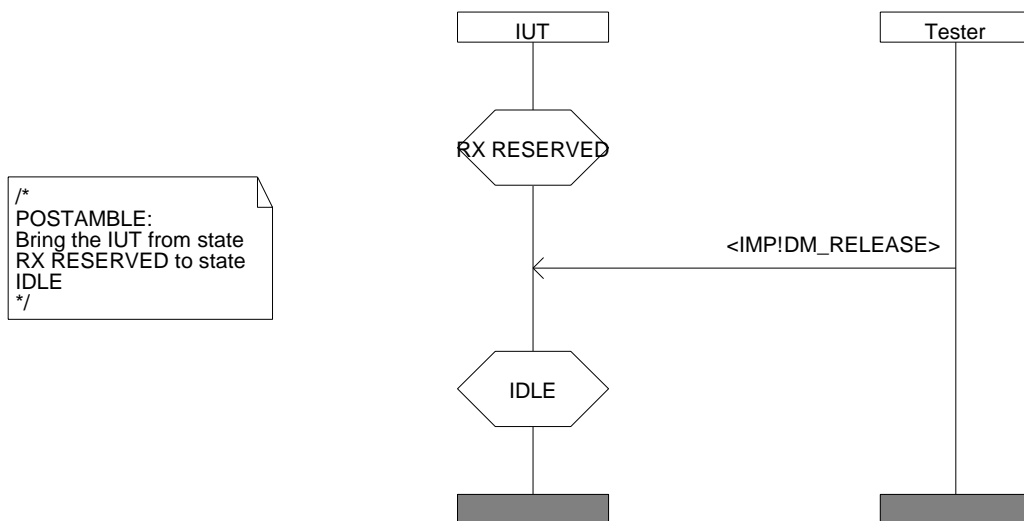 IUT
Tester
RX RESERVED
/*
POSTAMBLE:
Bring the IUT from state
RX RESERVED to state
IDLE
*/
<IMP!DM_RELEASE>
IDLE